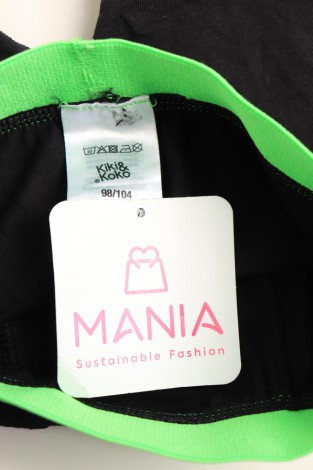 Kiki&
Koko
98/104
MANIA
Sustainable Fashion